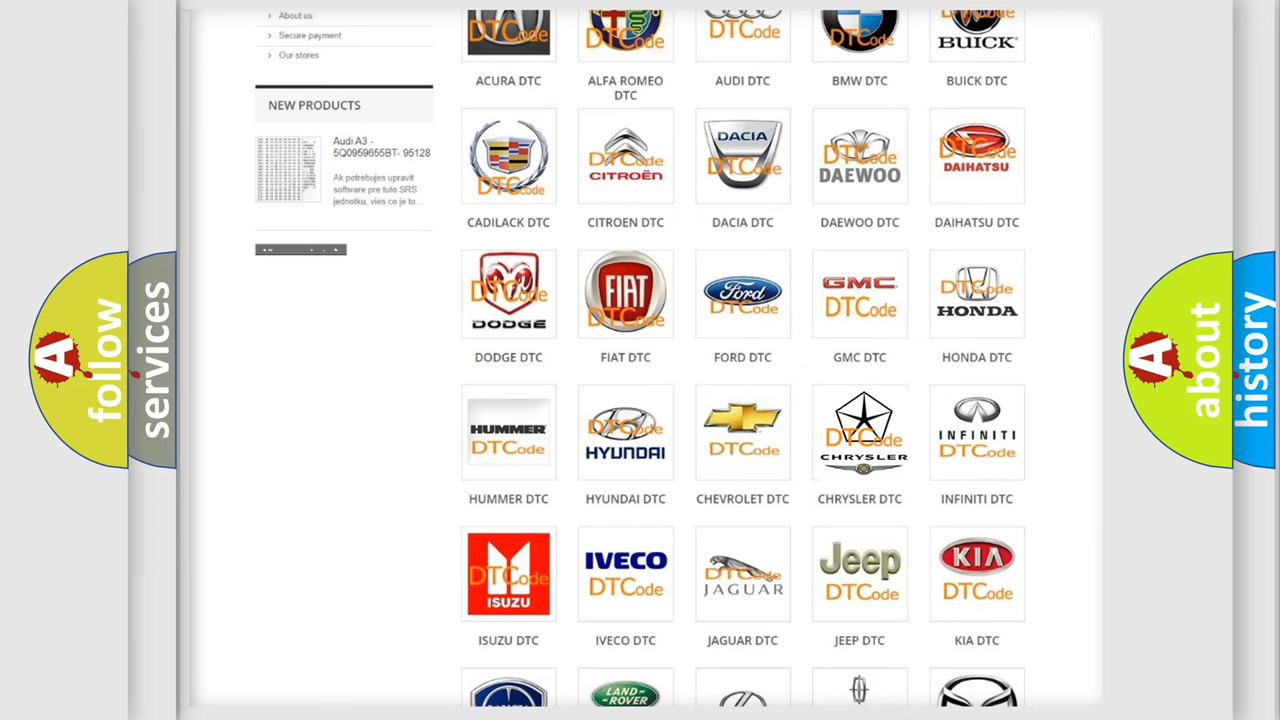 About us
Secure payment
Our stores
NEW PRODUCTS
Audi A3 -
5Q0959655BT- 95128
Ak potrebujes upravit
software pre tuto SRS
jednotku, vies co je to...
DTCode
DTCode
DTCode
DTCode
BUICK
ACURA DTC
ALFA ROMEO
DTC
AUDI DTC
BMW DTC
BUICK DTC
DTCode
DTCode
CITROËN
DACIA
DTCode
DTCode
DAEWOO
DTCode
DAIHATSU
CADILACK DTC
CITROEN DTC
DACIA DTC
DAEWOO DTC
DAIHATSU DTC
DTCode
DODGE
FIAT
DTCode
Ford
DTCode
GMC
DTCode
DTCode
HONDA
DODGE DTC
FIAT DTC
FORD DTC
GMC DTC
HONDA DTC
HUMMER
DTCode
DTCode
HYUNDAI
DTCode
DTCode
CHRYSLER
INFINITI
DTCode
HUMMER DTC
HYUNDAI DTC
CHEVROLET DTC
CHRYSLER DTC
INFINITI DTC
DTCode
ISUZU
IVECO
DTCode
DTCode
JAGUAR
Jeep
DTCode
KIA
DTCode
ISUZU DTC
IVECO DTC
JAGUAR DTC
JEEP DTC
KIA DTC
LAND-
ROVER
A
follow
services
A
about
history